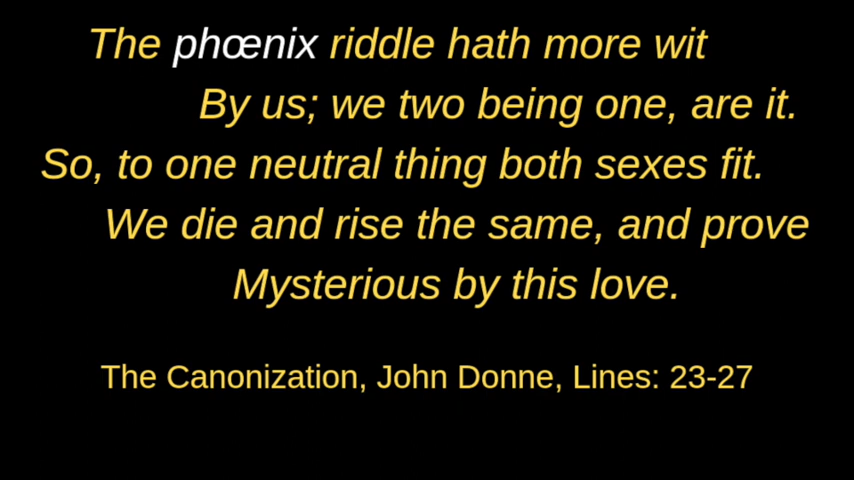 The phœnix riddle hath more wit
By us; we two being one, are it.
So, to one neutral thing both sexes fit.
We die and rise the same, and prove
Mysterious by this love.
The Canonization, John Donne, Lines: 23-27